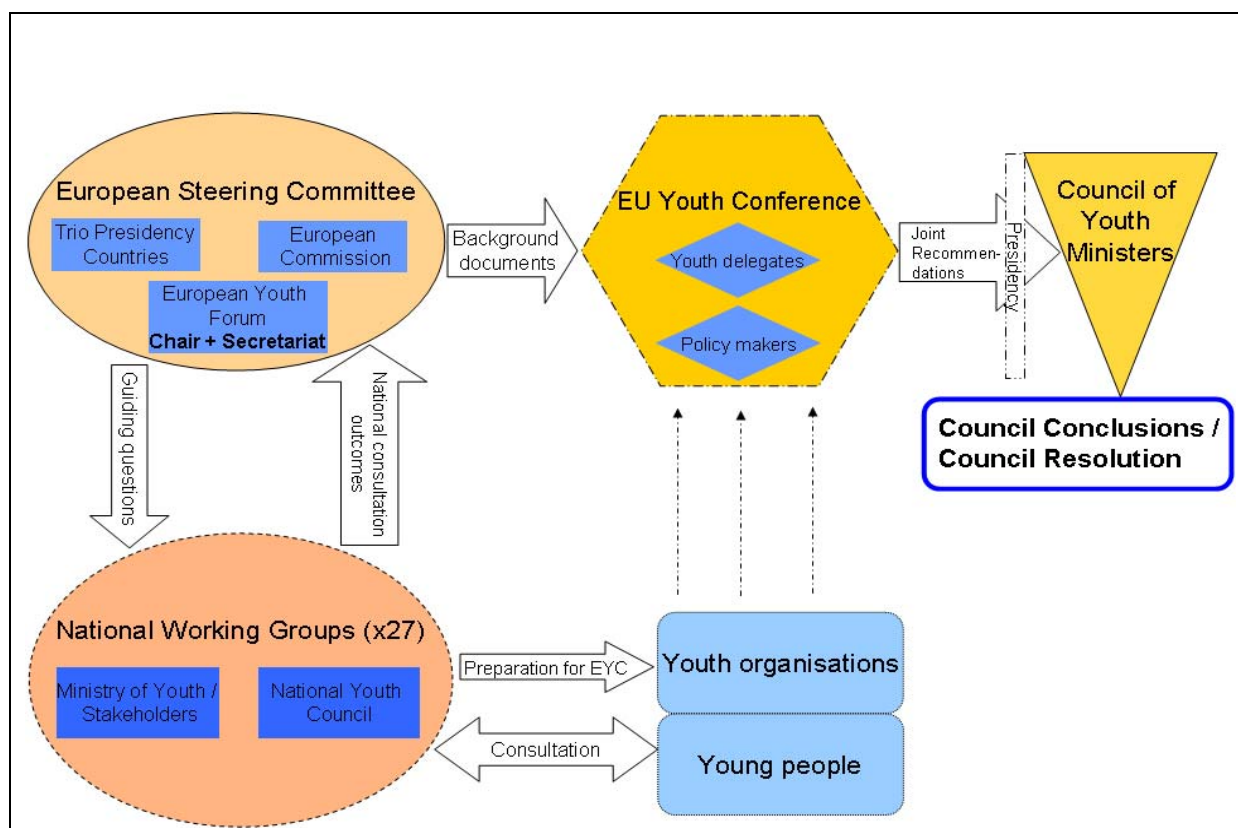 European Steering Committee
Trio Presidency
Countries
European
Commission
European Youth
Forum
Chair + Secretariat
Background
documents
EU Youth Conference
Youth delegates
Policy makers
Joint
Recommen-
dations
Presidency
Council of
Youth
Ministers
Council Conclusions /
Council Resolution
Guiding questions
National consultation
outcomes
National Working Groups (x27)
Ministry of Youth /
Stakeholders
National Youth
Council
Preparation for EYC
Consultation
Youth organisations
Young people